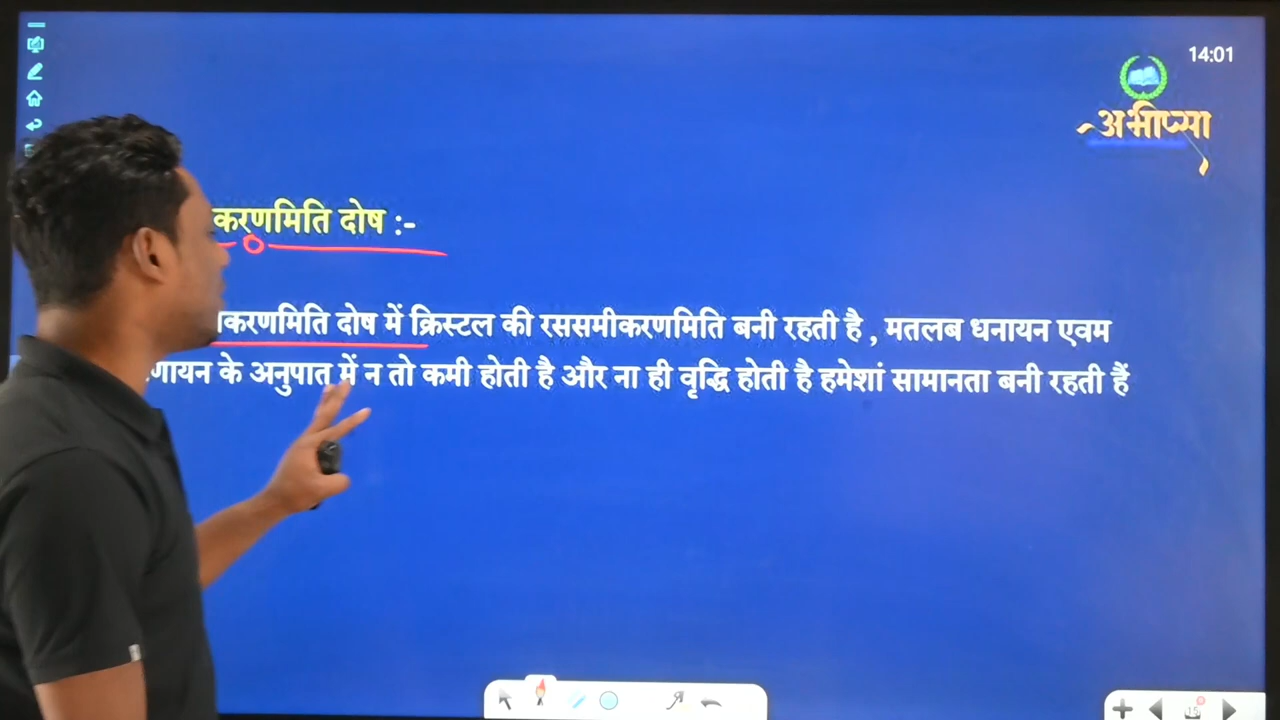 14:01
अभीप्सा
करणमिति दोष :-
करणमिति दोष में क्रिस्टल की रससमीकरणमिति बनी रहती है , मतलब धनायन एवम
के अनुपात में न तो कमी होती है और ना ही वृद्धि होती है हमेशां सामानता बनी रहती हैं
15